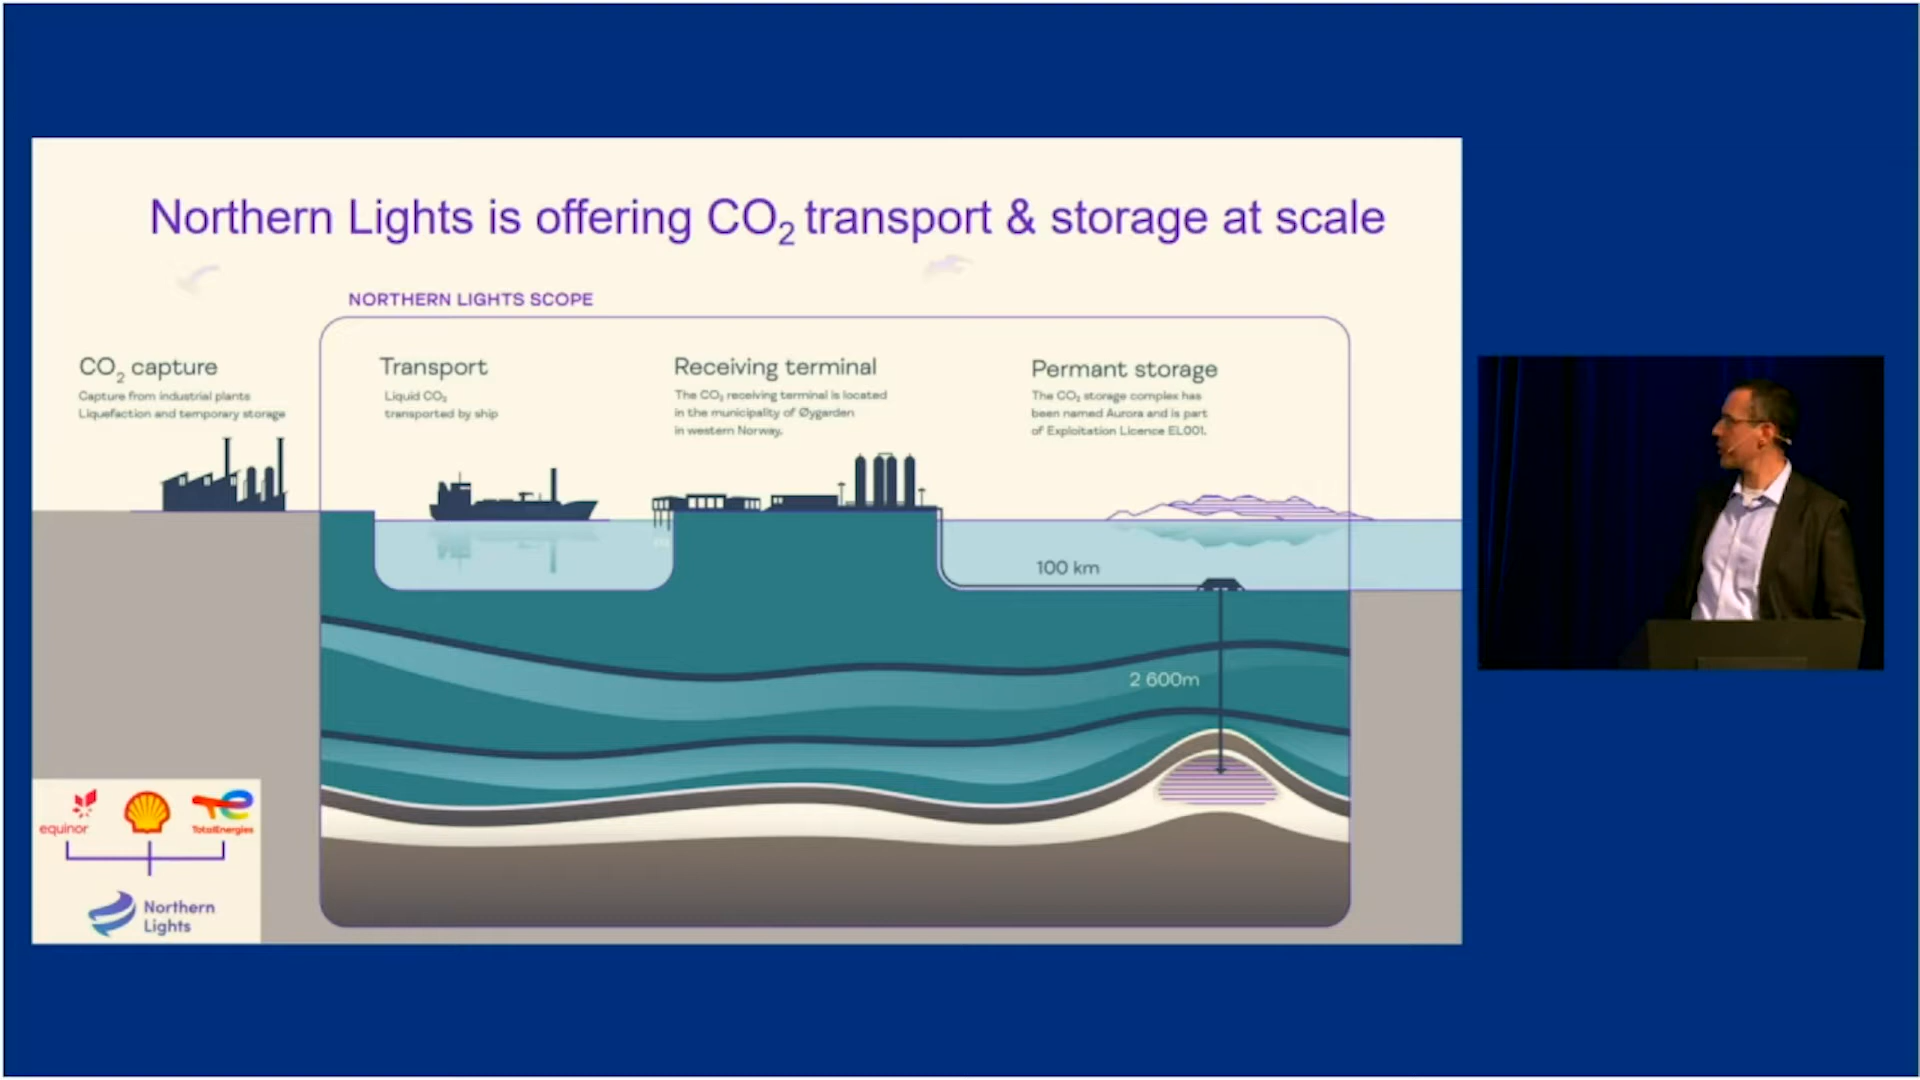 Northern Lights is offering CO₂ transport & storage at scale
NORTHERN LIGHTS SCOPE
CO₂ capture
Capture from industrial plants
Liquefaction and temporary storage
Transport
Liquid CO₂
transported by ship
Receiving terminal
The CO₂ receiving terminal is located
in the municipality of Øygarden
in western Norway.
Permant storage
The CO₂ storage complex has
been named Aurora and is part
of Exploitation Licence EL001.
100 km
2 600m
equinor
TotalEnergies
Northern
Lights